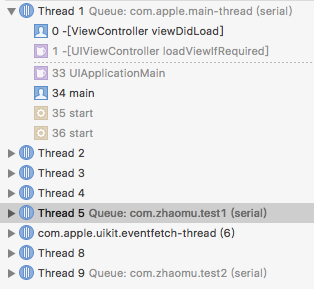 Thread 1 Queue: com.apple.main-thread (serial)
0 -[ViewController viewDidLoad]
1 -[UIViewController loadViewIfRequired]
33 UIApplicationMain
34 main
35 start
36 start
Thread 2
Thread 3
Thread 4
Thread 5 Queue: com.zhaomu.test1 (serial)
com.apple.uikit.eventfetch-thread (6)
Thread 8
Thread 9 Queue: com.zhaomu.test2 (serial)